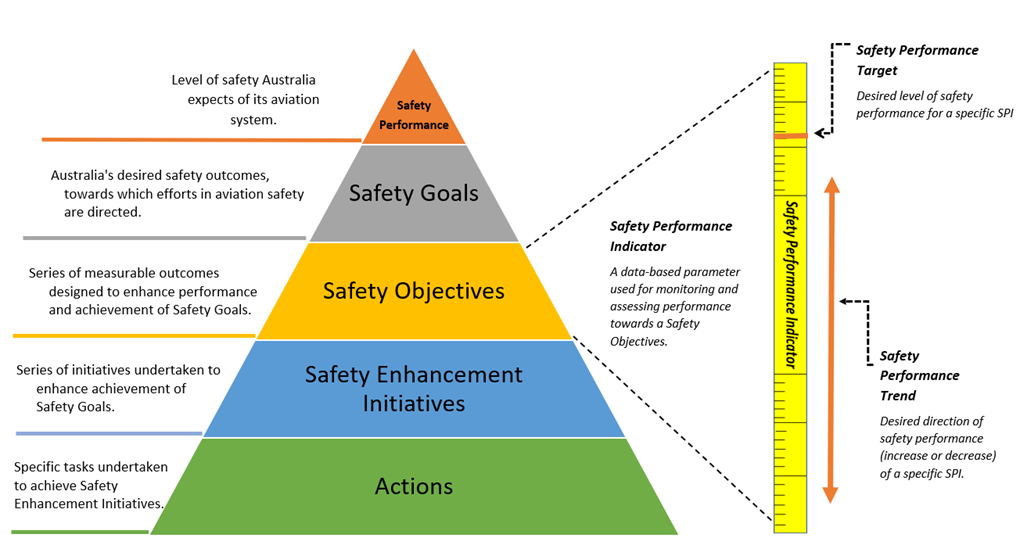 Level of safety Australia
expects of its aviation
system.
Safety
Performance
Australia's desired safety outcomes,
towards which efforts in aviation safety
are directed.
Safety Goals
Series of measurable outcomes
designed to enhance performance
and achievement of Safety Goals.
Safety Objectives
Series of initiatives undertaken to
enhance achievement of
Safety Goals.
Safety Enhancement
Initiatives
Specific tasks undertaken
to achieve Safety
Enhancement Initiatives.
Actions
Safety Performance
Indicator
A data-based parameter
used for monitoring and
assessing performance
towards a Safety
Objectives.
Safety Performance Indicator
Safety Performance
Target
Desired level of safety
performance for a specific SPI
Safety
Performance
Trend
Desired direction of
safety performance
(increase or decrease)
of a specific SPI.